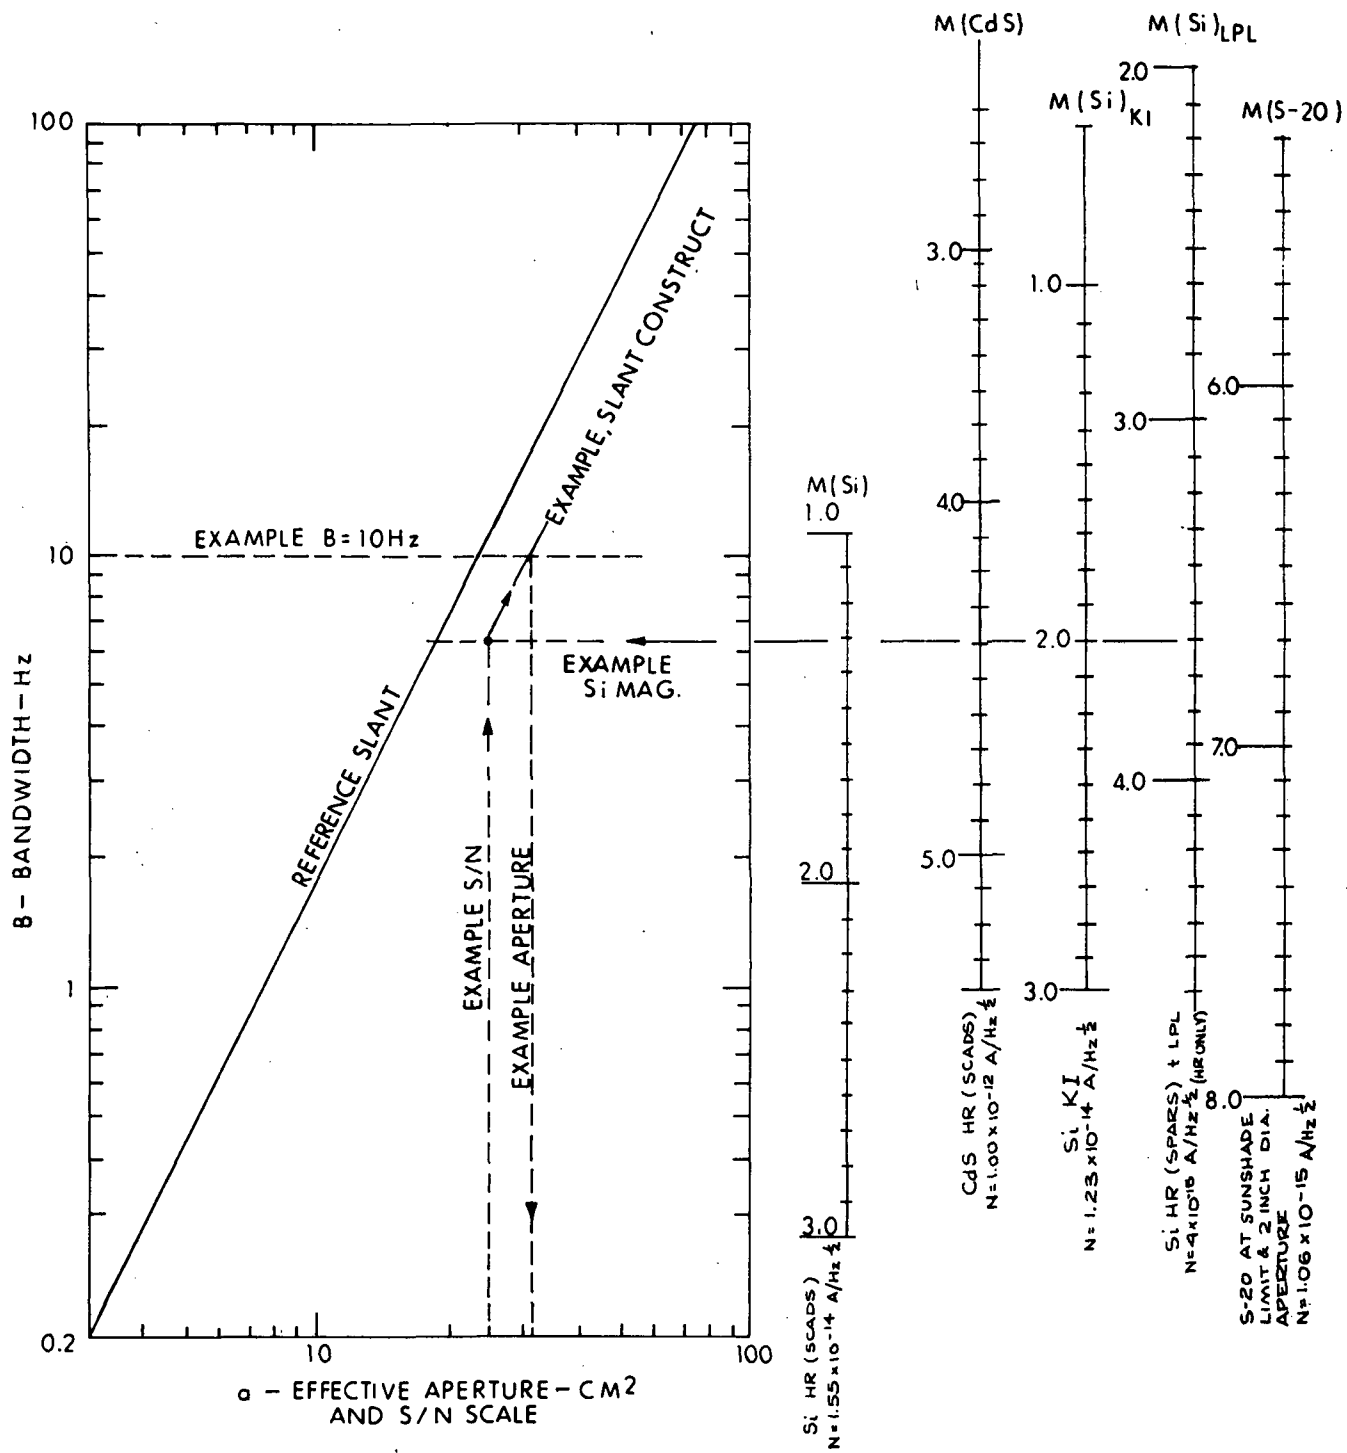 M(CdS)
M(Si)LPL
2.0
M(Si)KI
M(S-20)
100
3.0
1.0
6.0
3.0
M(Si)
1.0
4.0
EXAMPLE, SLANT CONSTRUCT
EXAMPLE B=10Hz
10
2.0
EXAMPLE
Si MAG.
B - BANDWIDTH - Hz
REFERENCE SLANT
7.0
4.0
5.0
2.0
EXAMPLE S/N
EXAMPLE APERTURE
1
3.0
8.0
3.0
0.2
10
100
a - EFFECTIVE APERTURE - CM²
AND S/N SCALE
Si HR (SCADS)
N=1.55x10⁻¹⁴ A/Hz ½
CdS HR (SCADS)
N=1.00x10⁻¹² A/Hz ½
Si KI
N=1.23x10⁻¹⁴ A/Hz ½
Si HR (SPARS) + LPL
N=4x10⁻¹⁵ A/Hz ½ (HR ONLY)
S-20 AT SUNSHADE
LIMIT & 2 INCH DIA.
APERTURE
N=1.06x10⁻¹⁵ A/Hz ½